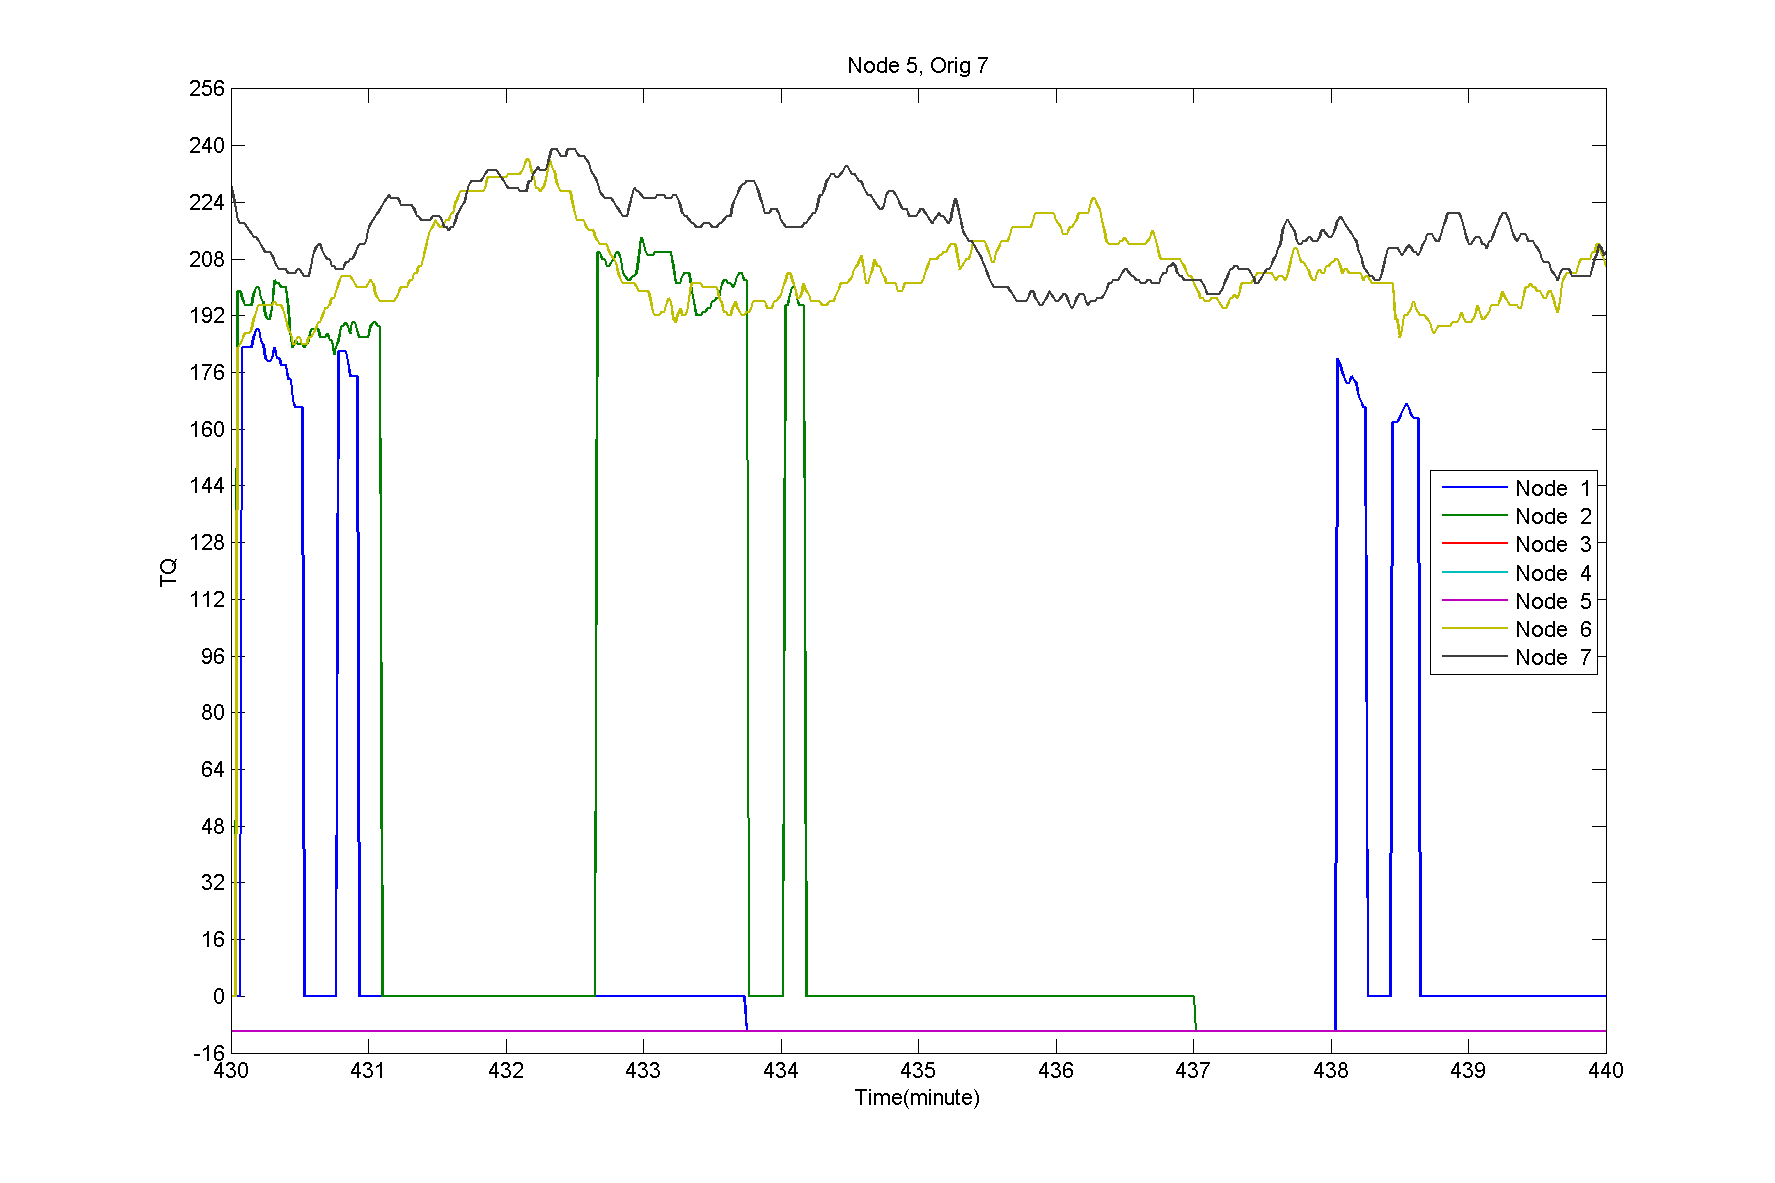 Node 5, Orig 7
256
240
224
208
192
176
160
144
128
112
96
80
64
48
32
16
0
-16
TQ
Node 1
Node 2
Node 3
Node 4
Node 5
Node 6
Node 7
430 431 432 433 434 435 436 437 438 439 440
Time(minute)